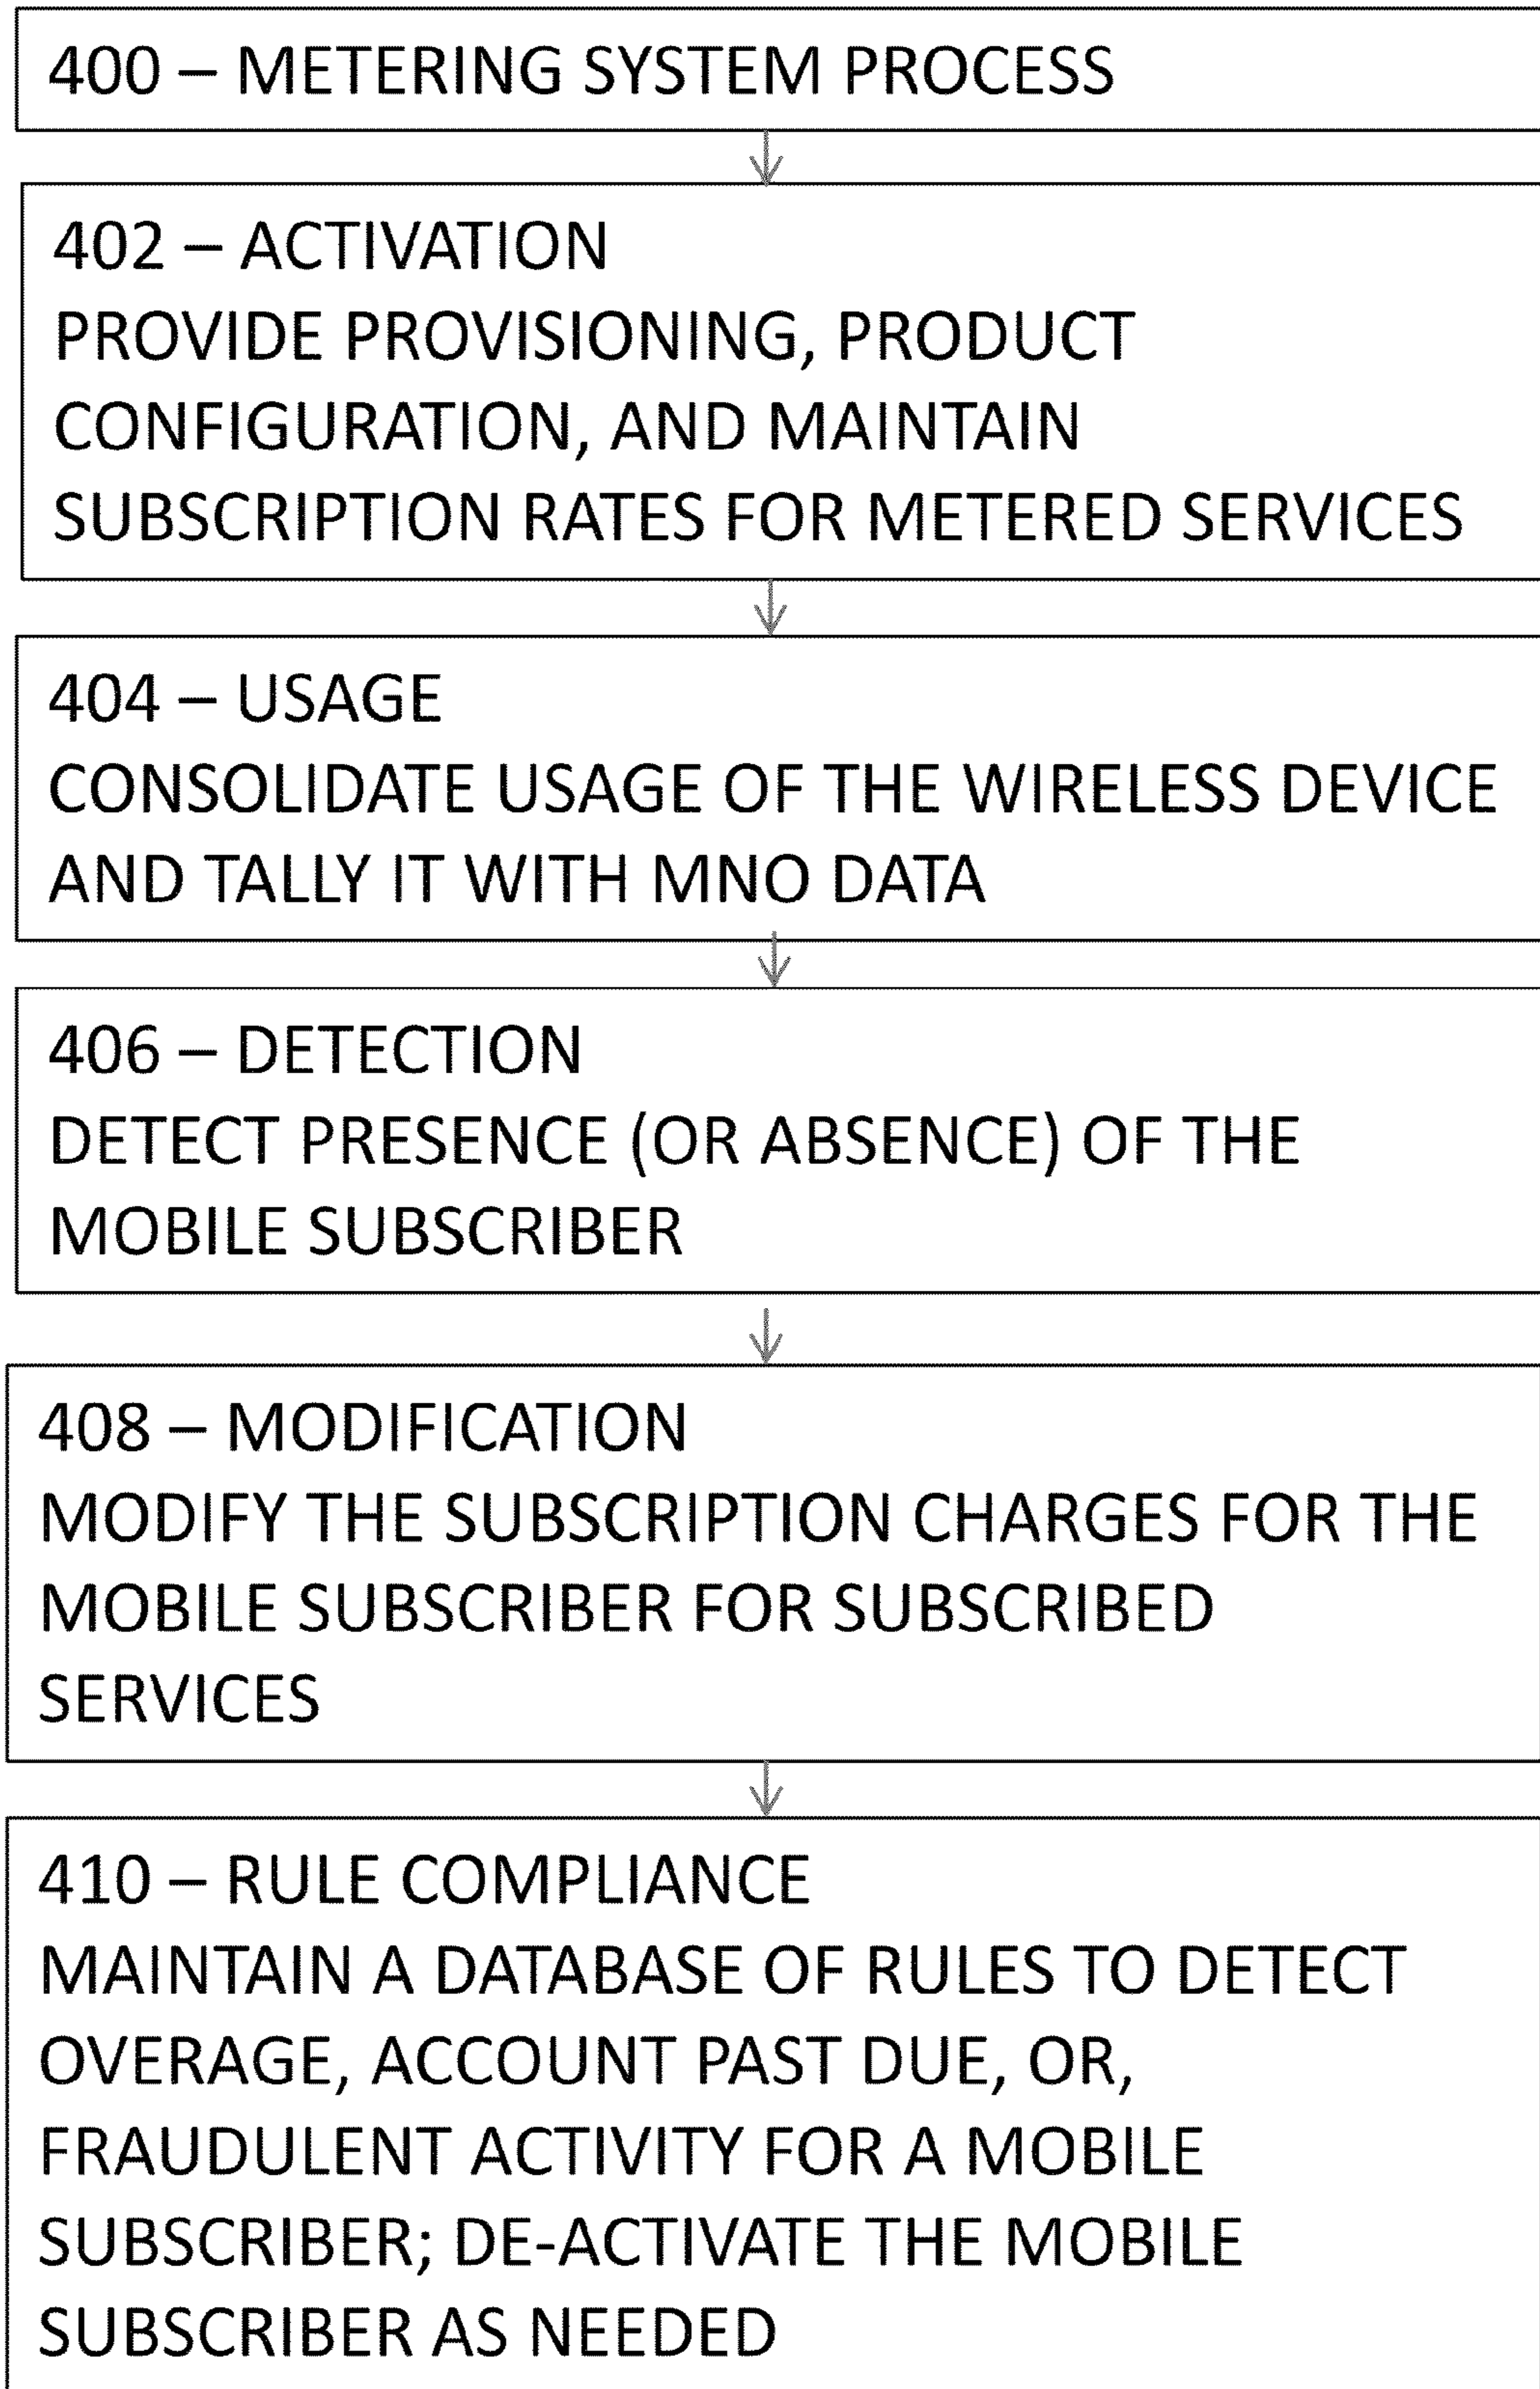 400 – METERING SYSTEM PROCESS
402 – ACTIVATION
PROVIDE PROVISIONING, PRODUCT
CONFIGURATION, AND MAINTAIN
SUBSCRIPTION RATES FOR METERED SERVICES
404 – USAGE
CONSOLIDATE USAGE OF THE WIRELESS DEVICE
AND TALLY IT WITH MNO DATA
406 – DETECTION
DETECT PRESENCE (OR ABSENCE) OF THE
MOBILE SUBSCRIBER
408 – MODIFICATION
MODIFY THE SUBSCRIPTION CHARGES FOR THE
MOBILE SUBSCRIBER FOR SUBSCRIBED
SERVICES
410 – RULE COMPLIANCE
MAINTAIN A DATABASE OF RULES TO DETECT
OVERAGE, ACCOUNT PAST DUE, OR,
FRAUDULENT ACTIVITY FOR A MOBILE
SUBSCRIBER; DE-ACTIVATE THE MOBILE
SUBSCRIBER AS NEEDED